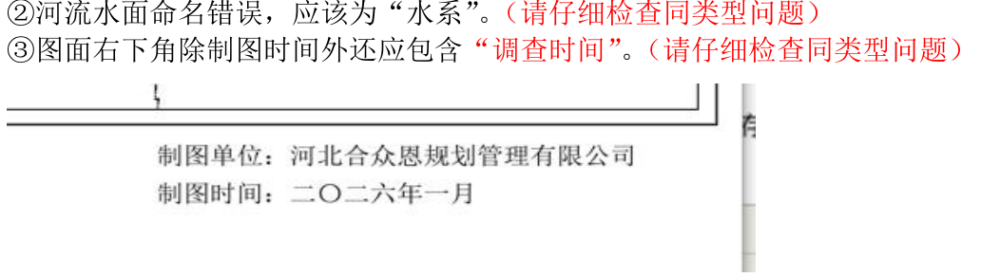 ②河流水面命名错误，应该为“水系”。（请仔细检查同类型问题）
③图面右下角除制图时间外还应包含“调查时间”。（请仔细检查同类型问题）
制图单位：河北合众恩规划管理有限公司
制图时间：二〇二六年一月